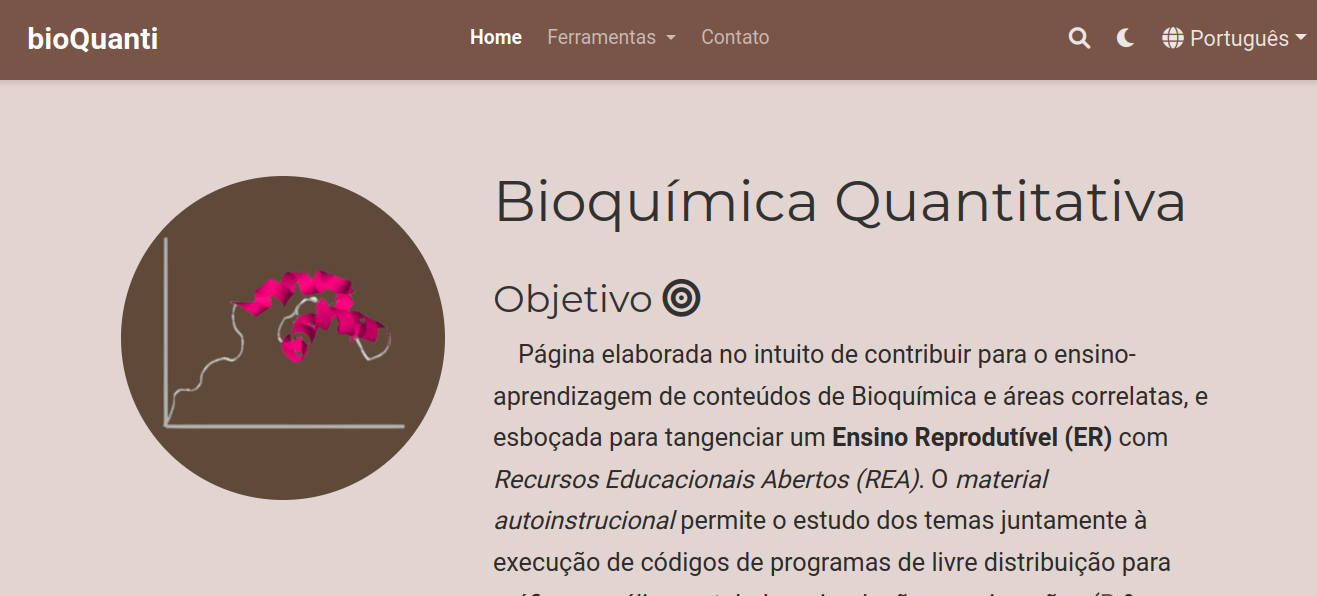 bioQuanti
Home Ferramentas Contato Português
Bioquímica Quantitativa
Objetivo
Página elaborada no intuito de contribuir para o ensino-
aprendizagem de conteúdos de Bioquímica e áreas correlatas, e
esboçada para tangenciar um Ensino Reprodutível (ER) com
Recursos Educacionais Abertos (REA). O material
autoinstrucional permite o estudo dos temas juntamente à
execução de códigos de programas de livre distribuição para